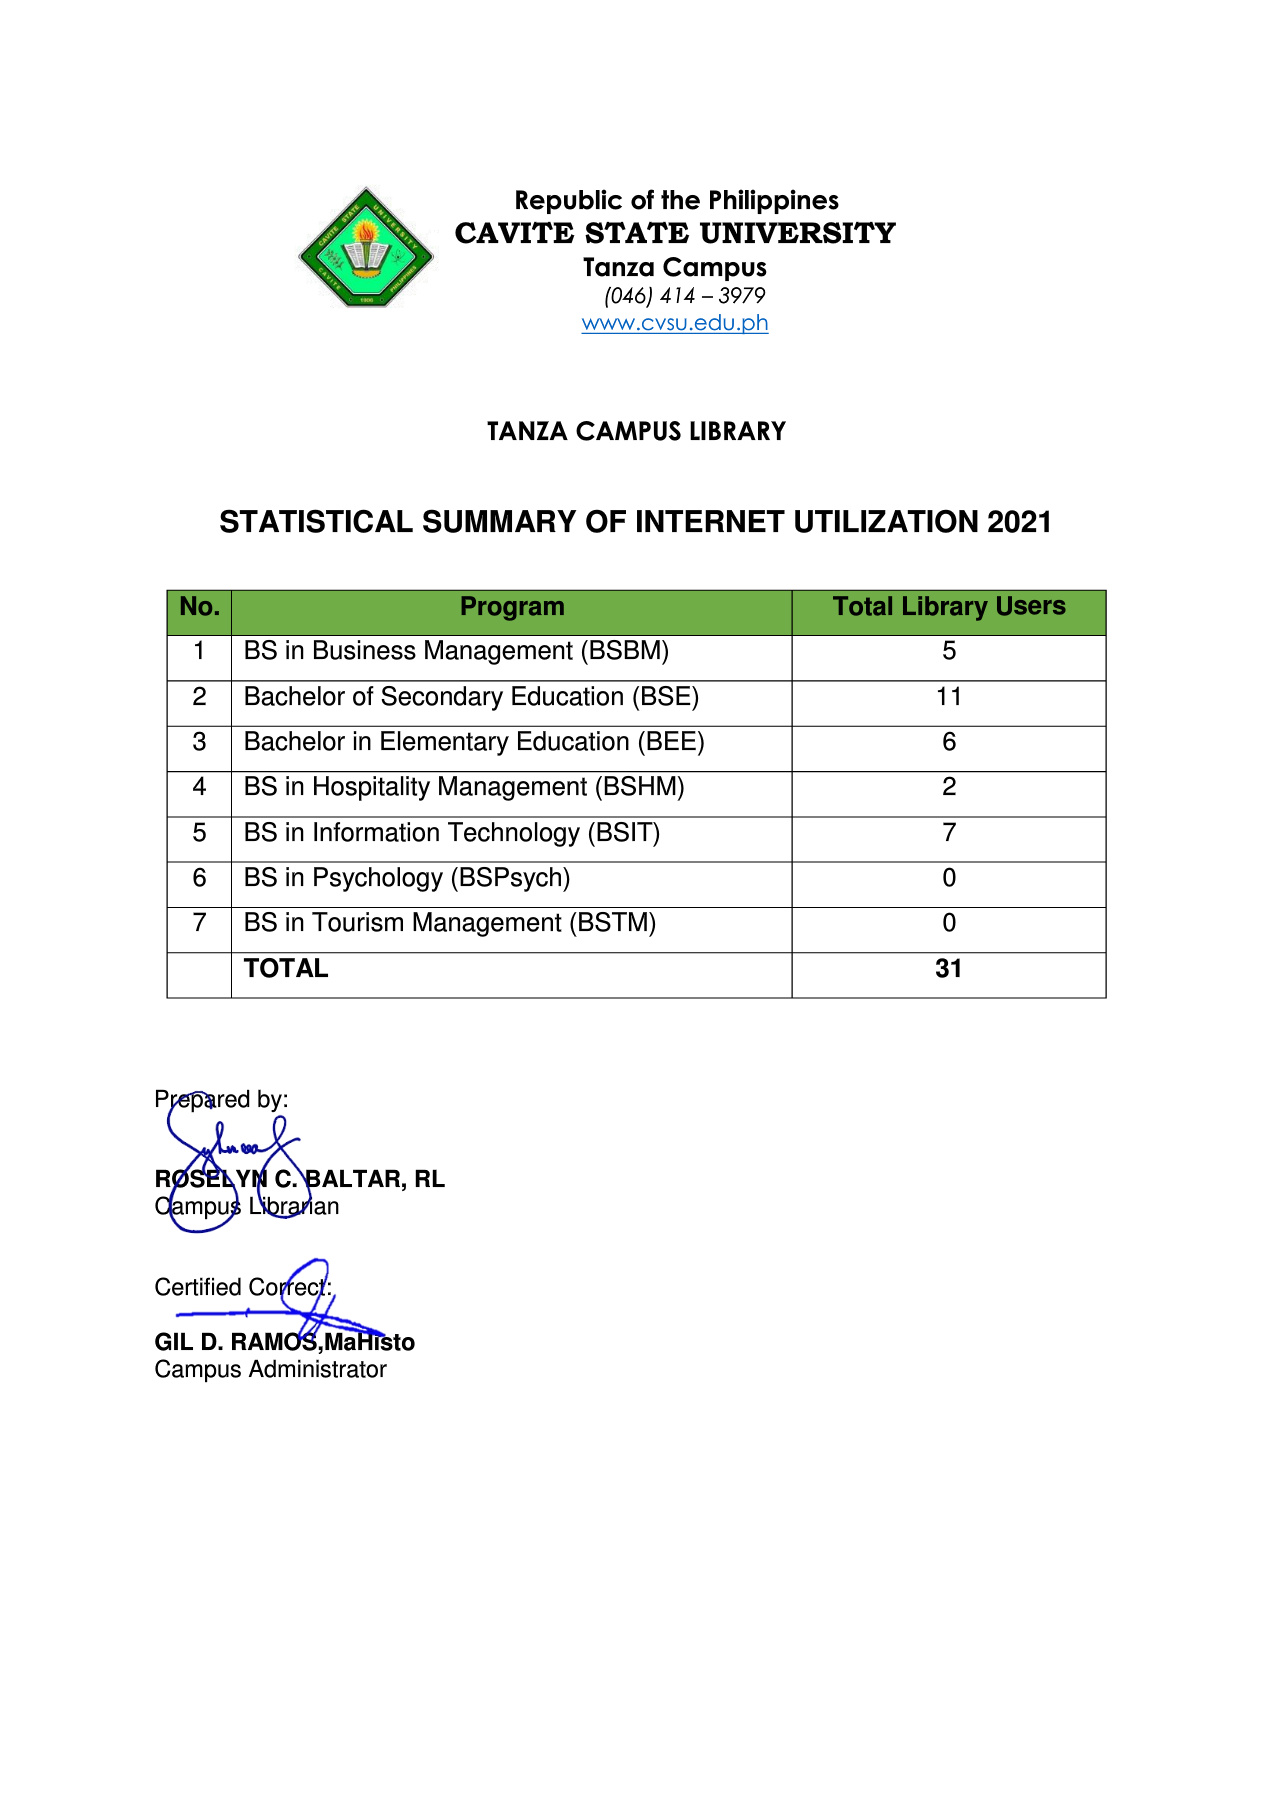 Republic of the Philippines
CAVITE STATE UNIVERSITY
Tanza Campus
(046) 414 – 3979
www.cvsu.edu.ph
CAVITE STATE UNIVERSITY
CAVITE 1906 PHILIPPINES
TANZA CAMPUS LIBRARY
STATISTICAL SUMMARY OF INTERNET UTILIZATION 2021
No. Program Total Library Users
1 BS in Business Management (BSBM) 5
2 Bachelor of Secondary Education (BSE) 11
3 Bachelor in Elementary Education (BEE) 6
4 BS in Hospitality Management (BSHM) 2
5 BS in Information Technology (BSIT) 7
6 BS in Psychology (BSPsych) 0
7 BS in Tourism Management (BSTM) 0
TOTAL 31
Prepared by:
ROSELYN C. BALTAR, RL
Campus Librarian
Certified Correct:
GIL D. RAMOS,MaHisto
Campus Administrator